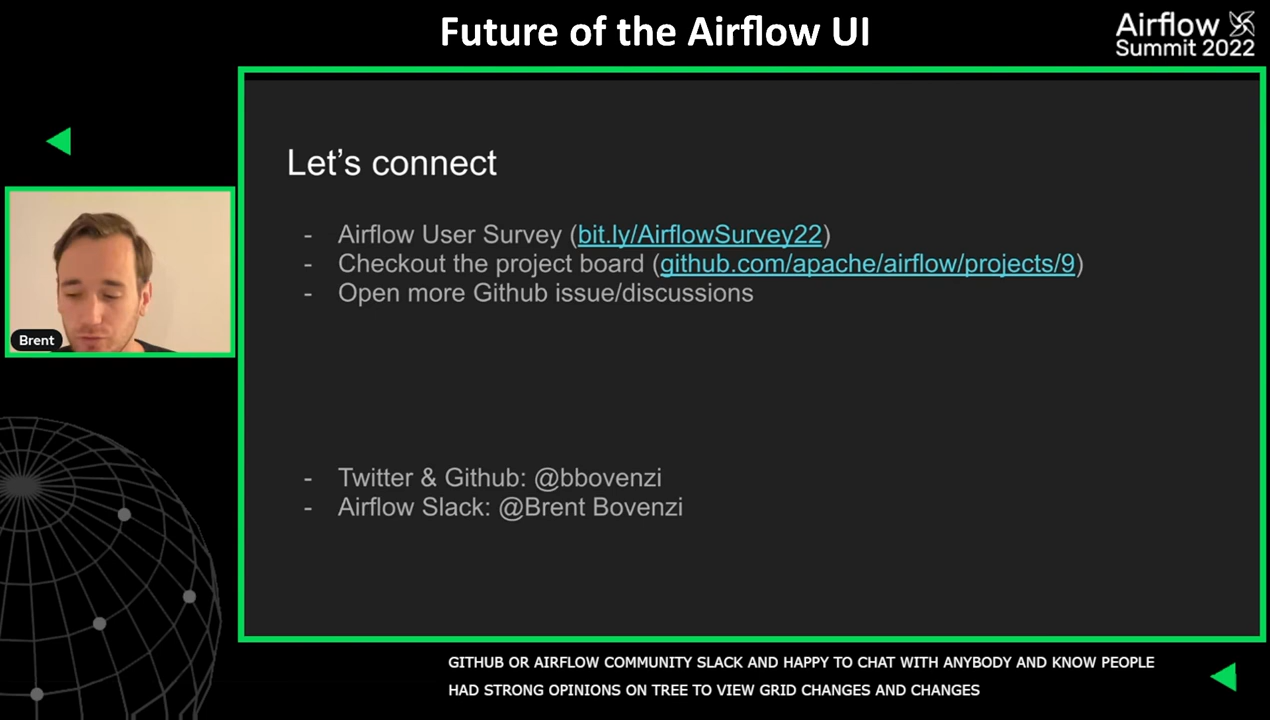 Future of the Airflow UI
Airflow
Summit 2022
Let’s connect
- Airflow User Survey (bit.ly/AirflowSurvey22)
- Checkout the project board (github.com/apache/airflow/projects/9)
- Open more Github issue/discussions
Brent
- Twitter & Github: @bbovenzi
- Airflow Slack: @Brent Bovenzi
GITHUB OR AIRFLOW COMMUNITY SLACK AND HAPPY TO CHAT WITH ANYBODY AND KNOW PEOPLE
HAD STRONG OPINIONS ON TREE TO VIEW GRID CHANGES AND CHANGES